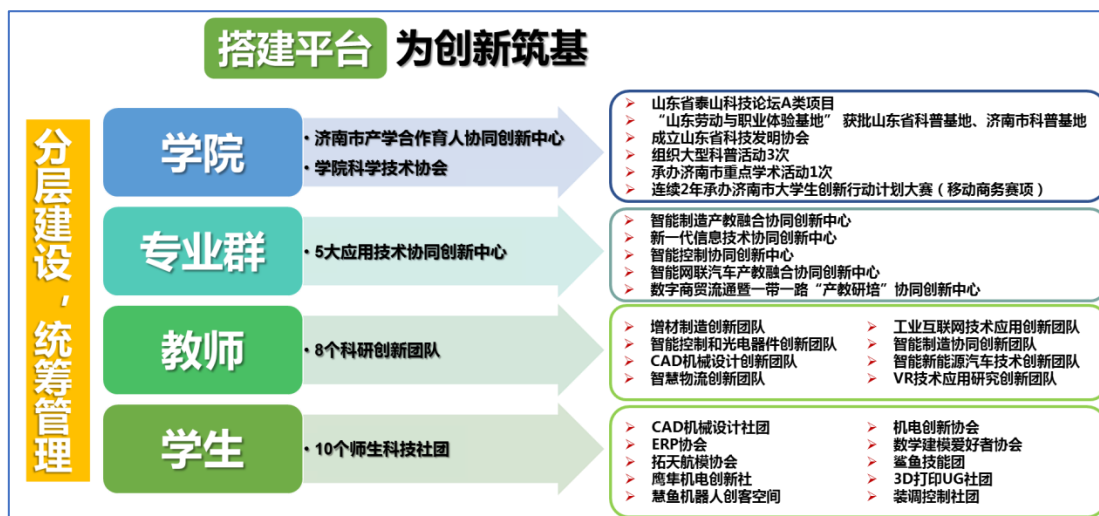 搭建平台 为创新筑基
分层建设，统筹管理
学院
· 济南市产学合作育人协同创新中心
· 学院科学技术协会
➢ 山东省泰山科技论坛A类项目
➢ “山东劳动与职业体验基地” 获批山东省科普基地、济南市科普基地
➢ 成立山东省科技发明协会
➢ 组织大型科普活动3次
➢ 承办济南市重点学术活动1次
➢ 连续2年承办济南市大学生创新行动计划大赛（移动商务赛项）
专业群
· 5大应用技术协同创新中心
➢ 智能制造产教融合协同创新中心
➢ 新一代信息技术协同创新中心
➢ 智能控制协同创新中心
➢ 智能网联汽车产教融合协同创新中心
➢ 数字商贸流通暨一带一路“产教研培”协同创新中心
教师
· 8个科研创新团队
➢ 增材制造创新团队
➢ 智能控制和光电器件创新团队
➢ CAD机械设计创新团队
➢ 智慧物流创新团队
➢ 工业互联网技术应用创新团队
➢ 智能制造协同创新团队
➢ 智能新能源汽车技术创新团队
➢ VR技术应用研究创新团队
学生
· 10个师生科技社团
➢ CAD机械设计社团
➢ ERP协会
➢ 拓天航模协会
➢ 鹰隼机电创新社
➢ 慧鱼机器人创客空间
➢ 机电创新协会
➢ 数学建模爱好者协会
➢ 鲨鱼技能团
➢ 3D打印UG社团
➢ 装调控制社团